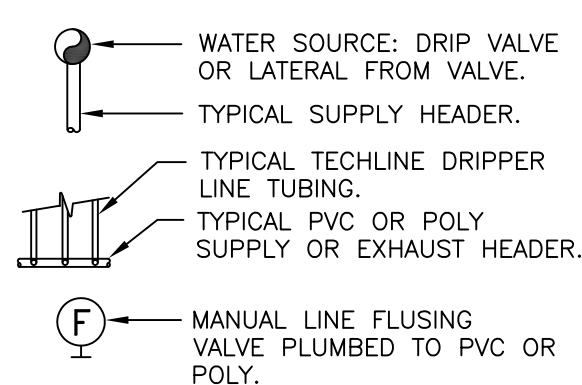 WATER SOURCE: DRIP VALVE
OR LATERAL FROM VALVE.
TYPICAL SUPPLY HEADER.
TYPICAL TECHLINE DRIPPER
LINE TUBING.
TYPICAL PVC OR POLY
SUPPLY OR EXHAUST HEADER.
F
MANUAL LINE FLUSING
VALVE PLUMBED TO PVC OR
POLY.